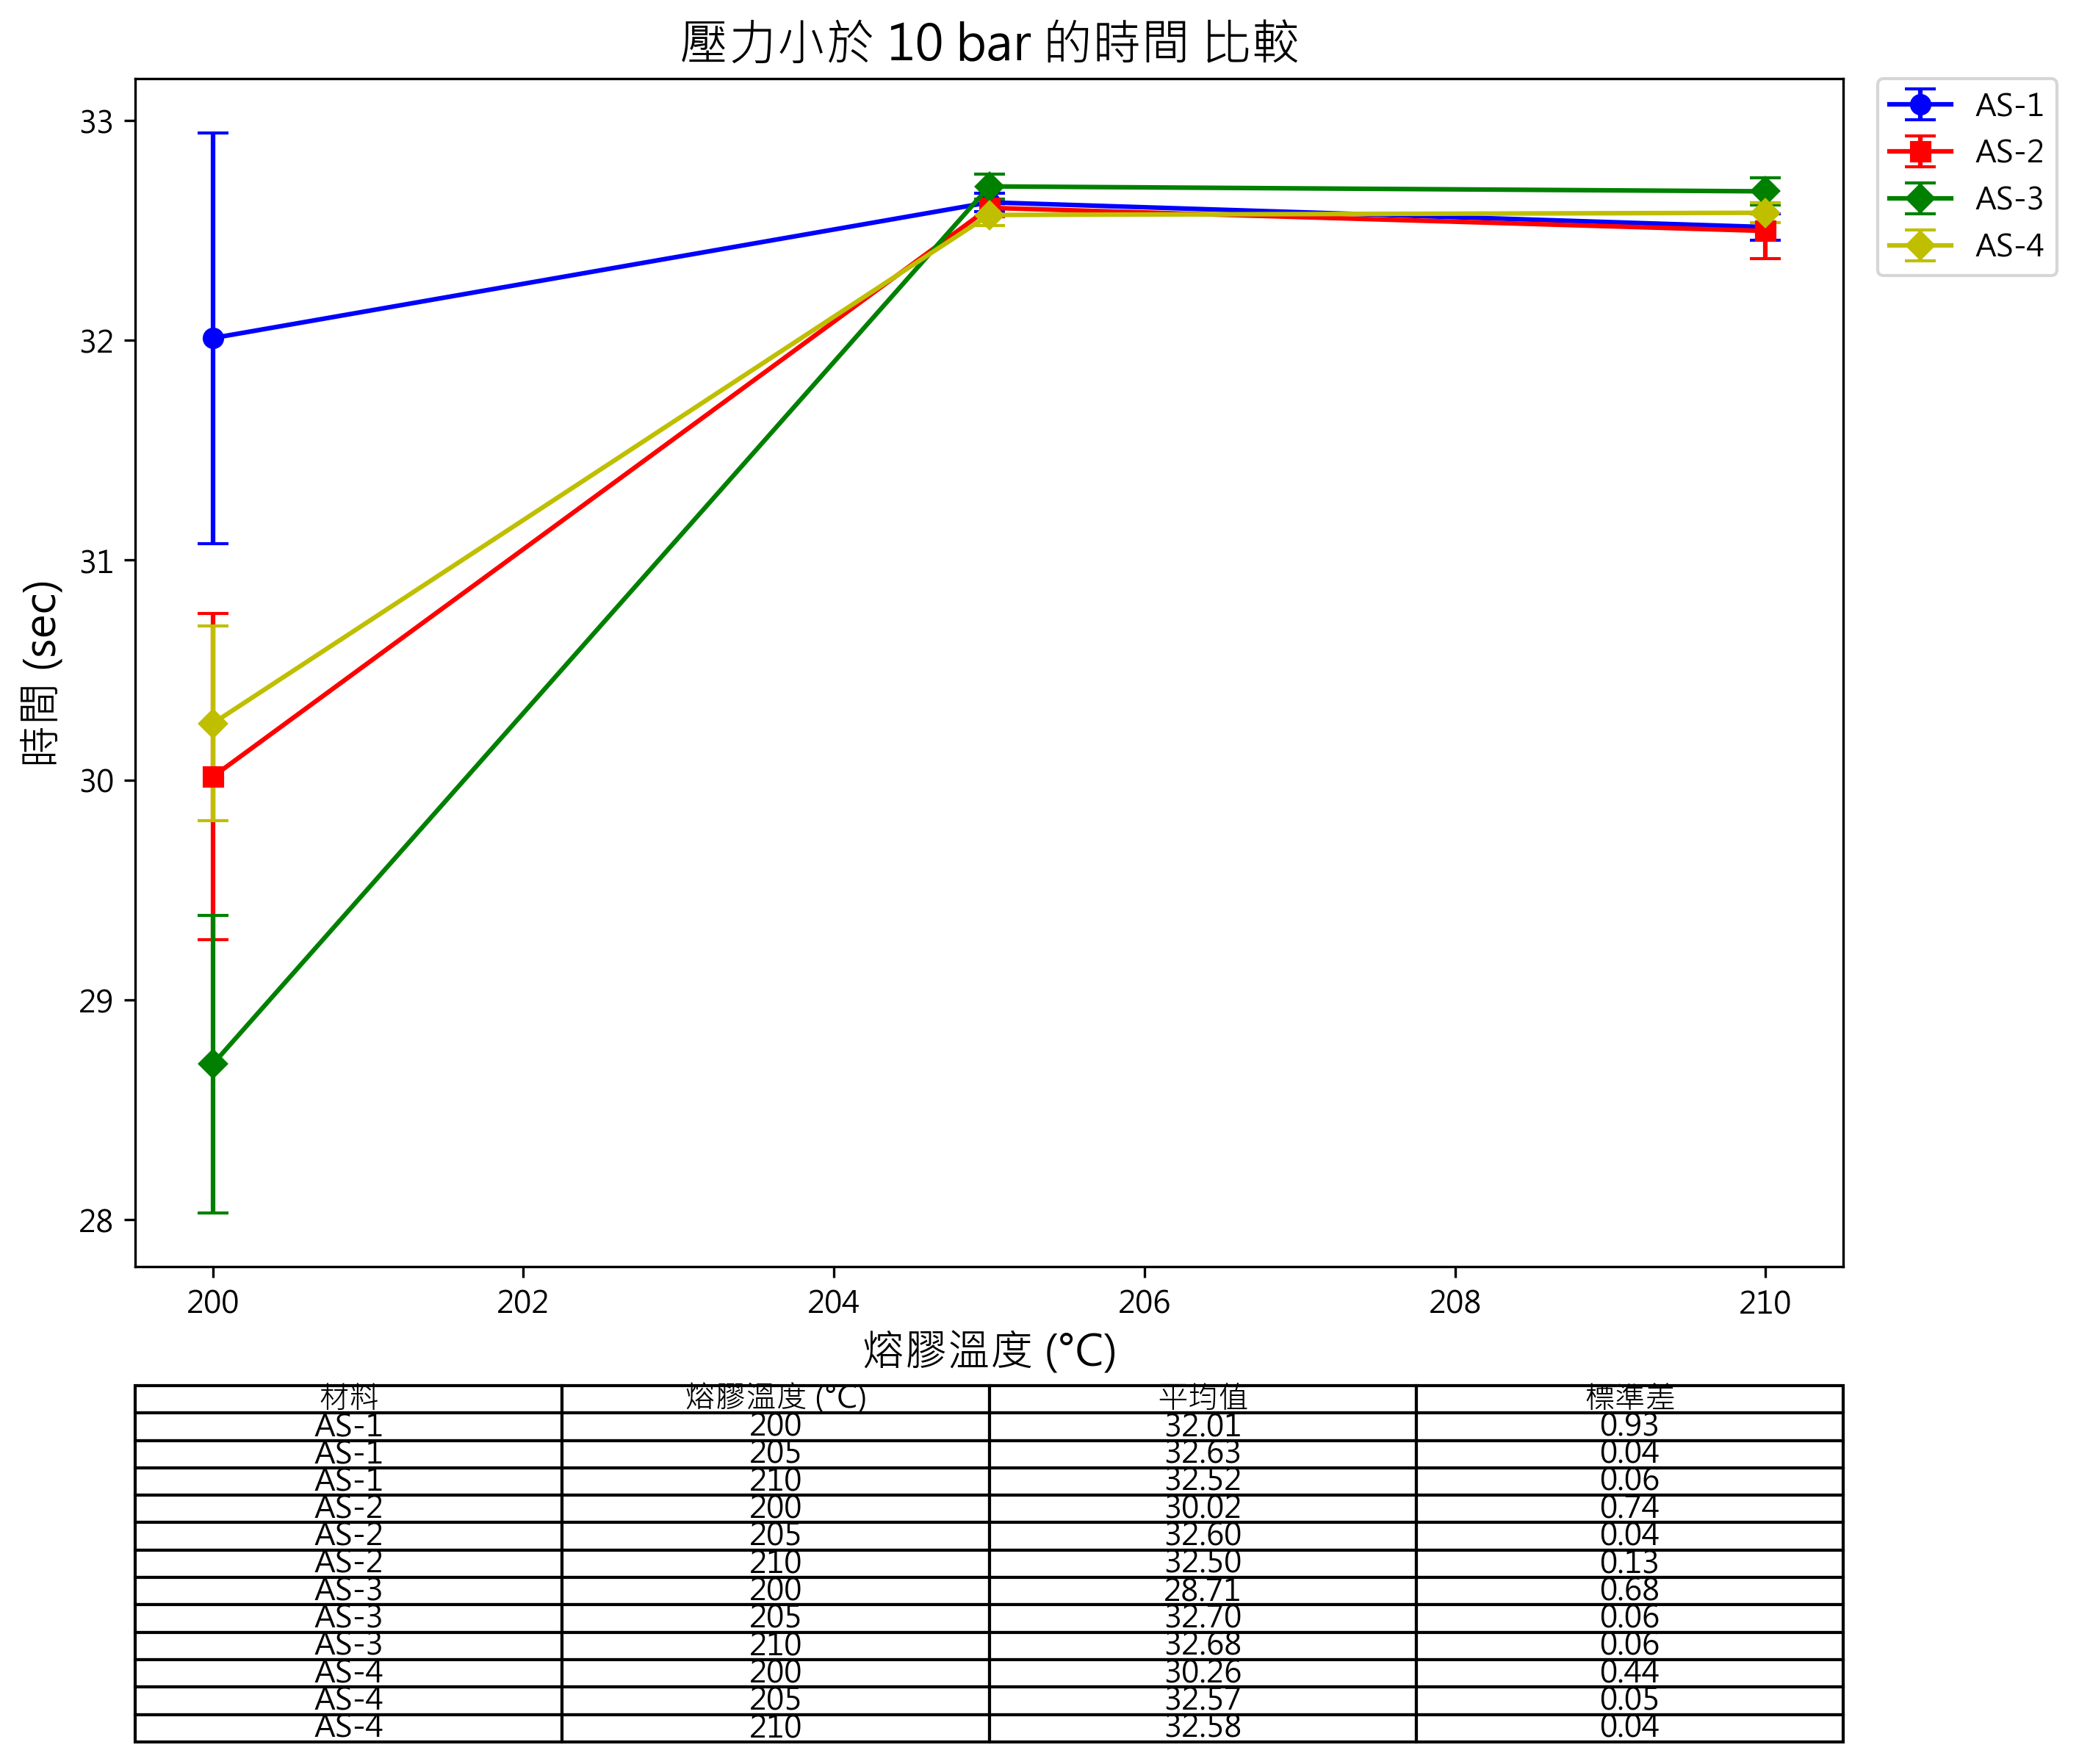 壓力小於 10 bar 的時間 比較
AS-1
AS-2
AS-3
AS-4
時間 (sec)
33
32
31
30
29
28
200 202 204 206 208 210
熔膠溫度 (°C)
材料 熔膠溫度 (°C) 平均值 標準差
AS-1 200 32.01 0.93
AS-1 205 32.63 0.04
AS-1 210 32.52 0.06
AS-2 200 30.02 0.74
AS-2 205 32.60 0.04
AS-2 210 32.50 0.13
AS-3 200 28.71 0.68
AS-3 205 32.70 0.06
AS-3 210 32.68 0.06
AS-4 200 30.26 0.44
AS-4 205 32.57 0.05
AS-4 210 32.58 0.04